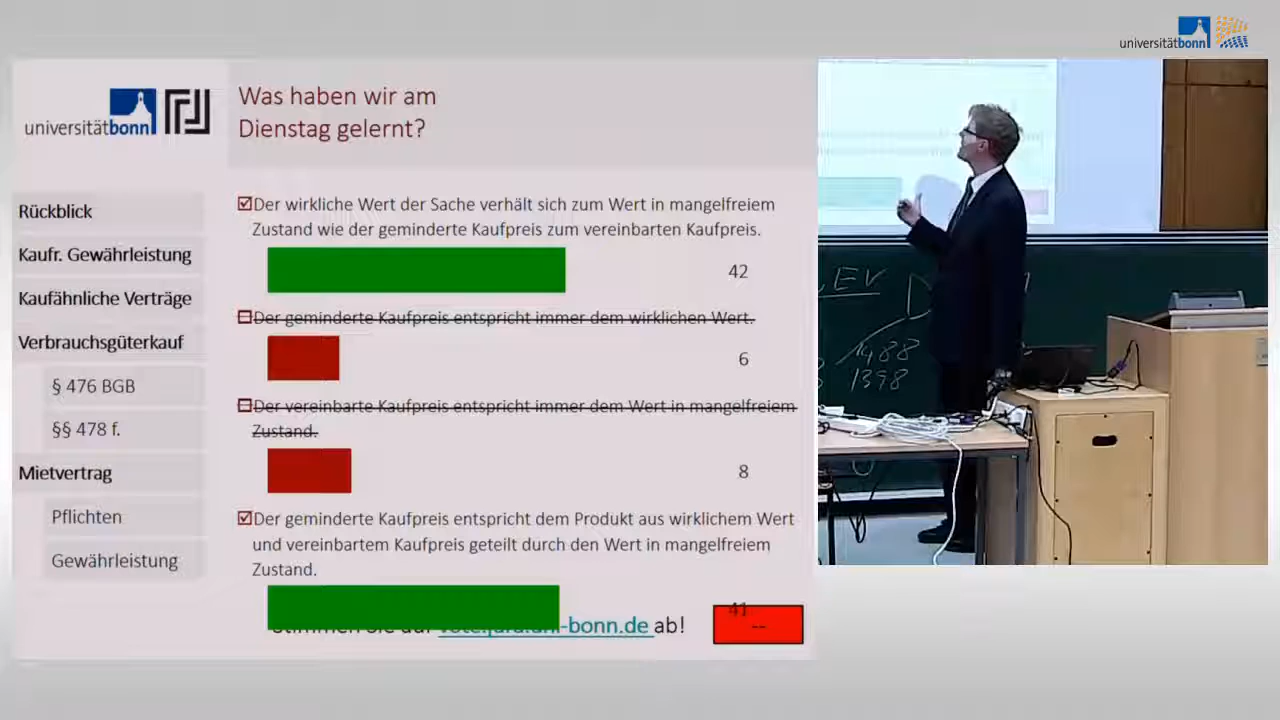 universitätbonn
universitätbonn
Was haben wir am
Dienstag gelernt?
Rückblick
Kaufr. Gewährleistung
Kaufähnliche Verträge
Verbrauchsgüterkauf
§ 476 BGB
§§ 478 f.
Mietvertrag
Pflichten
Gewährleistung
Der wirkliche Wert der Sache verhält sich zum Wert in mangelfreiem
Zustand wie der geminderte Kaufpreis zum vereinbarten Kaufpreis.
42
Der geminderte Kaufpreis entspricht immer dem wirklichen Wert.
6
Der vereinbarte Kaufpreis entspricht immer dem Wert in mangelfreiem
Zustand.
8
Der geminderte Kaufpreis entspricht dem Produkt aus wirklichem Wert
und vereinbartem Kaufpreis geteilt durch den Wert in mangelfreiem
Zustand.
41
-bonn.de ab!
--
EV
1488
1398